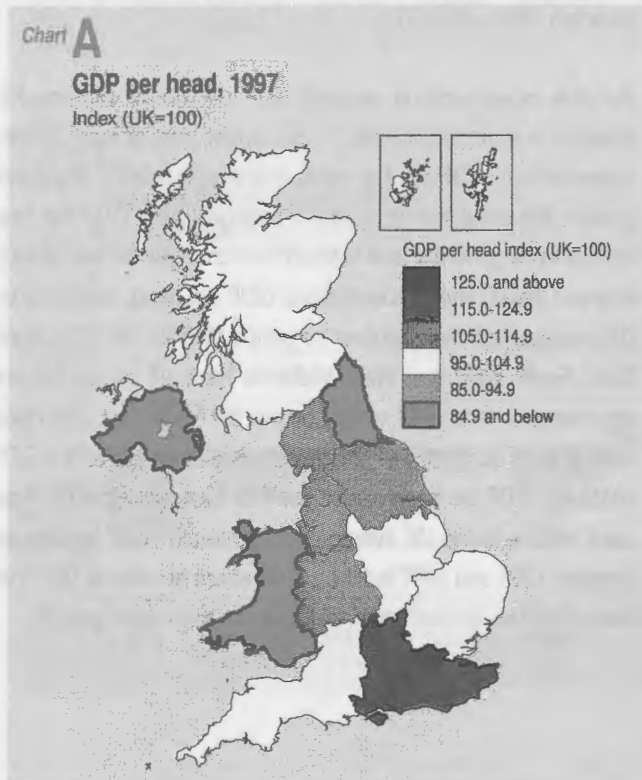 Chart A
GDP per head, 1997
Index (UK=100)
GDP per head index (UK=100)
125.0 and above
115.0-124.9
105.0-114.9
95.0-104.9
85.0-94.9
84.9 and below